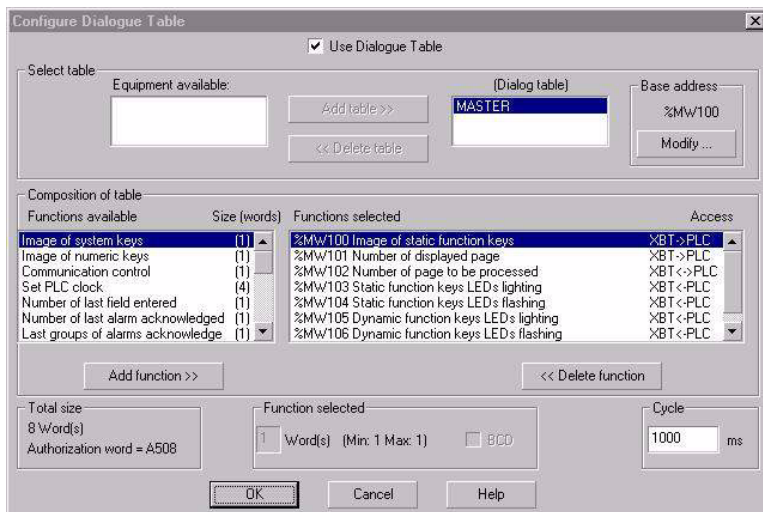 Configure Dialogue Table
Use Dialogue Table
Select table
Equipment available:
Add table >>
<< Delete table
(Dialog table)
MASTER
Base address
%MW100
Modify ...
Composition of table
Functions available Size (words)
Image of system keys (1)
Image of numeric keys (1)
Communication control (1)
Set PLC clock (4)
Number of last field entered (1)
Number of last alarm acknowledged (1)
Last groups of alarms acknowledge (1)
Functions selected Access
%MW100 Image of static function keys XBT->PLC
%MW101 Number of displayed page XBT->PLC
%MW102 Number of page to be processed XBT<->PLC
%MW103 Static function keys LEDs lighting XBT<-PLC
%MW104 Static function keys LEDs flashing XBT<-PLC
%MW105 Dynamic function keys LEDs lighting XBT<-PLC
%MW106 Dynamic function keys LEDs flashing XBT<-PLC
Add function >>
<< Delete function
Total size
8 Word(s)
Authorization word = A508
Function selected
1 Word(s) (Min: 1 Max: 1) BCD
Cycle
1000 ms
OK
Cancel
Help